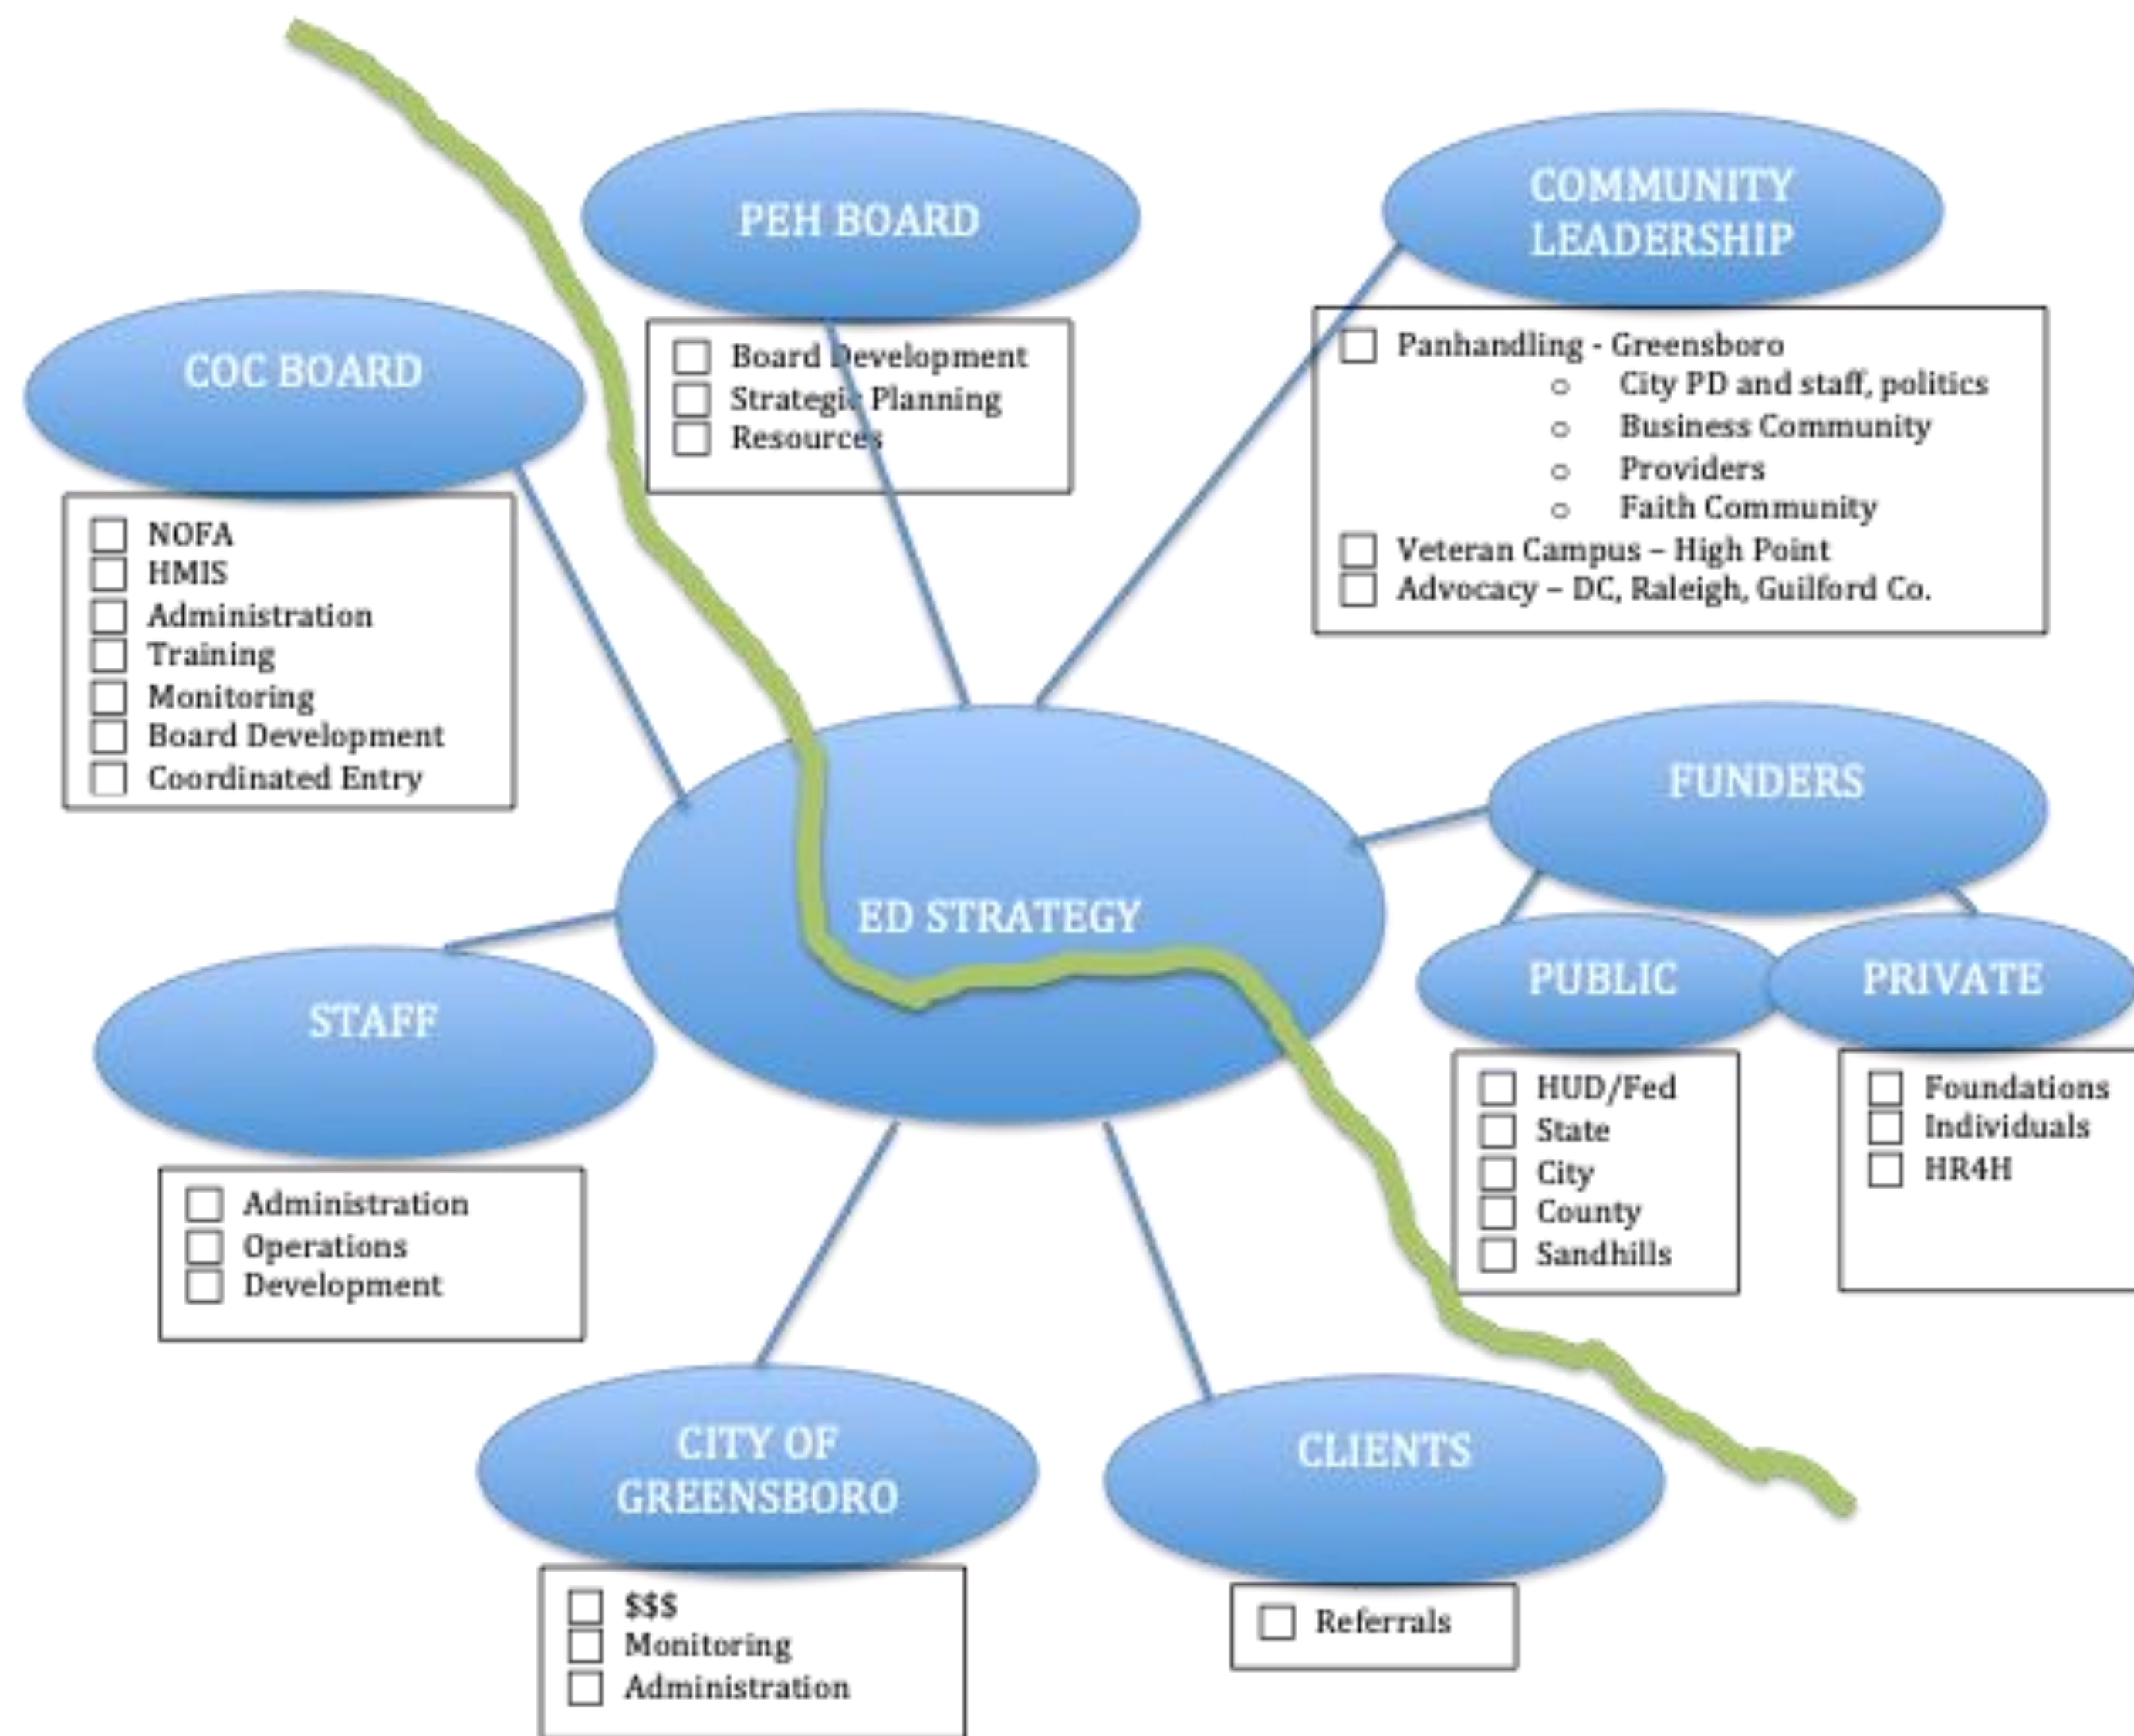 PEH BOARD
Board Development
Strategic Planning
Resources
COMMUNITY
LEADERSHIP
Panhandling - Greensboro
City PD and staff, politics
Business Community
Providers
Faith Community
Veteran Campus – High Point
Advocacy – DC, Raleigh, Guilford Co.
COC BOARD
NOFA
HMIS
Administration
Training
Monitoring
Board Development
Coordinated Entry
ED STRATEGY
FUNDERS
PUBLIC
HUD/Fed
State
City
County
Sandhills
PRIVATE
Foundations
Individuals
HR4H
STAFF
Administration
Operations
Development
CITY OF
GREENSBORO
$$$
Monitoring
Administration
CLIENTS
Referrals